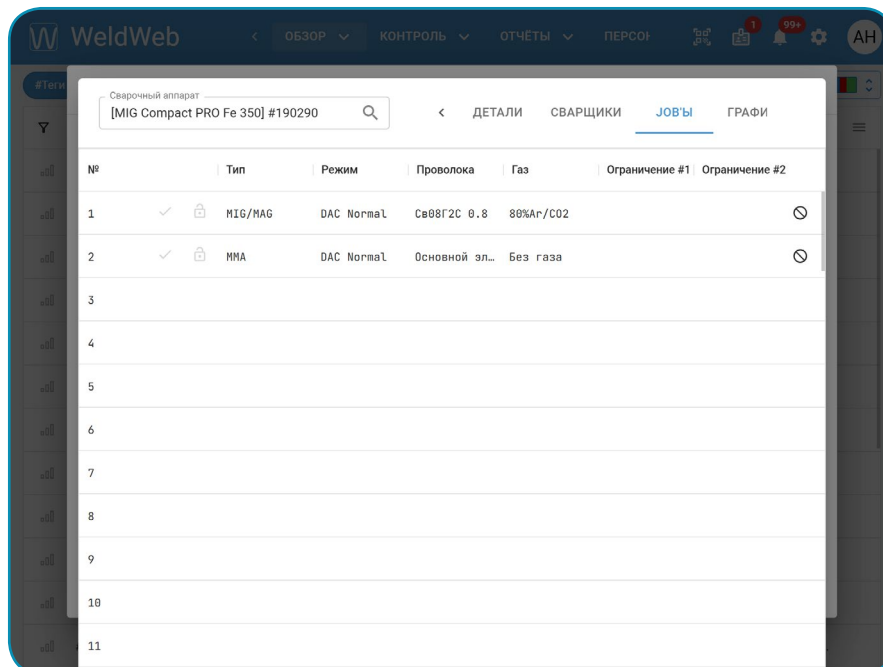 WeldWeb
ОБЗОР КОНТРОЛЬ ОТЧЁТЫ ПЕРСОН 1 99+ АН
#Теги
Сварочный аппарат
[MIG Compact PRO Fe 350] #190290
ДЕТАЛИ СВАРЩИКИ JOB'Ы ГРАФИ
№ Тип Режим Проволока Газ Ограничение #1 Ограничение #2
1 MIG/MAG DAC Normal Св08Г2С 0.8 80%Ar/CO2
2 MMA DAC Normal Основной эл… Без газа
3
4
5
6
7
8
9
10
11